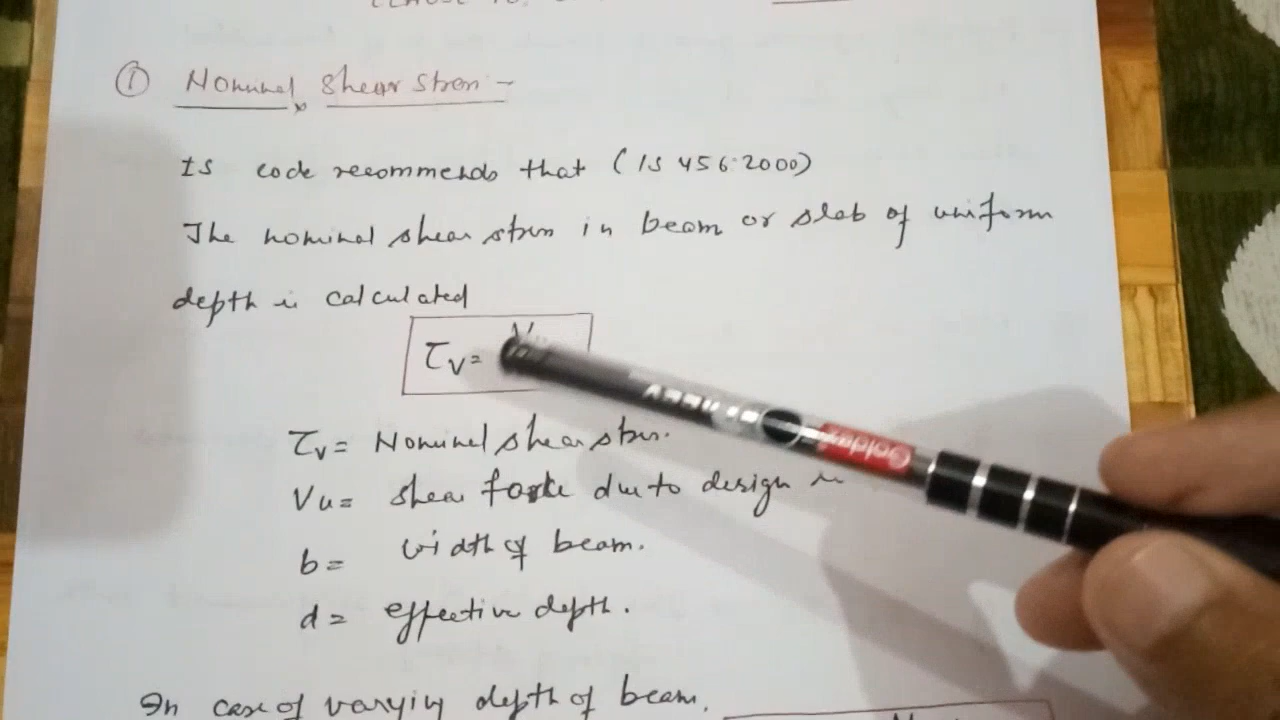 ① Nominal Shear Stress -
IS code recommends that (IS 456:2000)
The nominal shear stress in beam or slab of uniform
depth is calculated
τv = V
τv = Nominal shear stress.
Vu = shear force due to design
b = width of beam.
d = effective depth.
In case of varying depth of beam.
Goldex